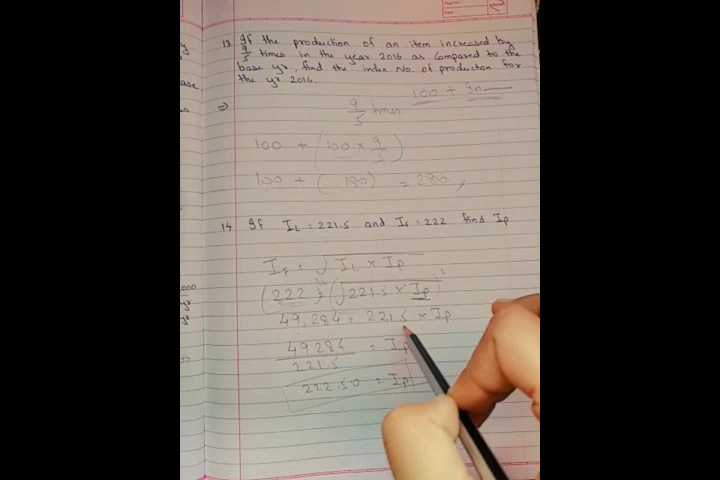 13 If the production of an item increased by
9/5 times in the year 2016 as compared to the
base yr, find the index No. of production for
the yr 2016.
100 + In
⇒ 9/5 times
100 + (100 × 9/5)
100 + ( 180) = 280
14 If IL = 221.5 and If = 222 find Ip
If = √IL × Ip
(222)² = (√221.5 × Ip)²
49,284 = 221.5 × Ip
49284/221.5 = Ip
222.50 = Ip